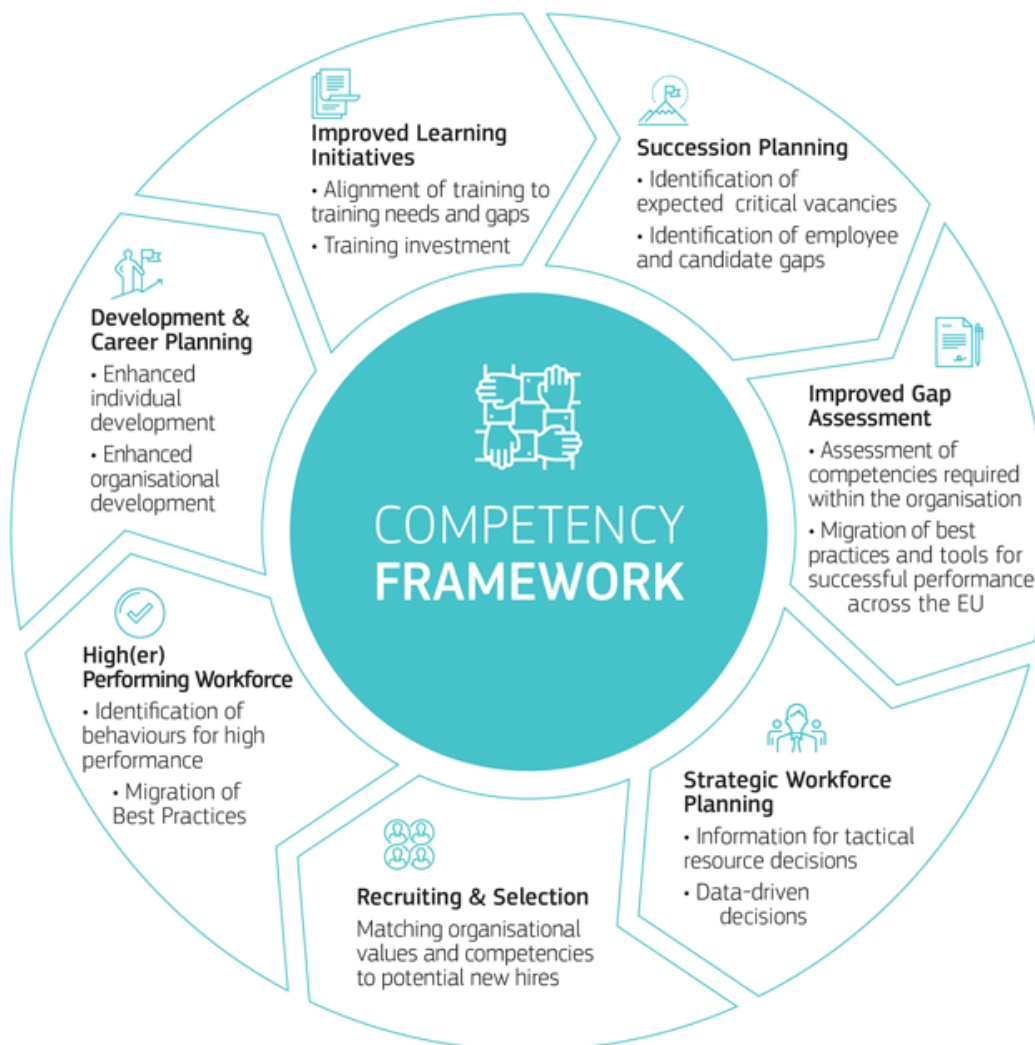 Improved Learning
Initiatives
• Alignment of training to
training needs and gaps
• Training investment
Succession Planning
• Identification of
expected critical vacancies
• Identification of employee
and candidate gaps
Improved Gap
Assessment
• Assessment of
competencies required
within the organisation
• Migration of best
practices and tools for
successful performance
across the EU
Strategic Workforce
Planning
• Information for tactical
resource decisions
• Data-driven
decisions
Recruiting & Selection
Matching organisational
values and competencies
to potential new hires
High(er)
Performing Workforce
• Identification of
behaviours for high
performance
• Migration of
Best Practices
Development &
Career Planning
• Enhanced
individual
development
• Enhanced
organisational
development
COMPETENCY
FRAMEWORK